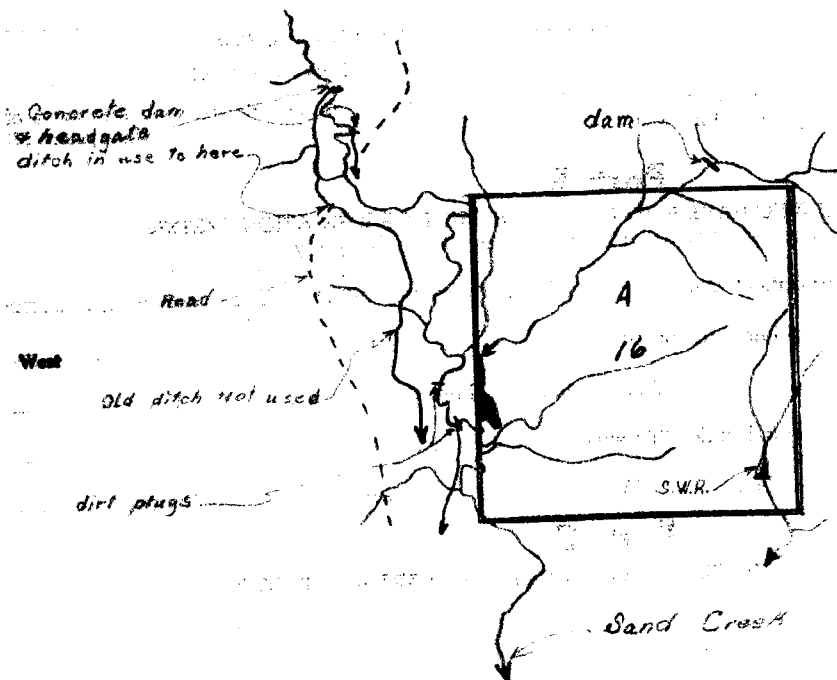 Concrete dam
& headgate
ditch in use to here
dam
Road
A
16
West
Old ditch not used
S.W.R.
dirt plugs
Sand Creek